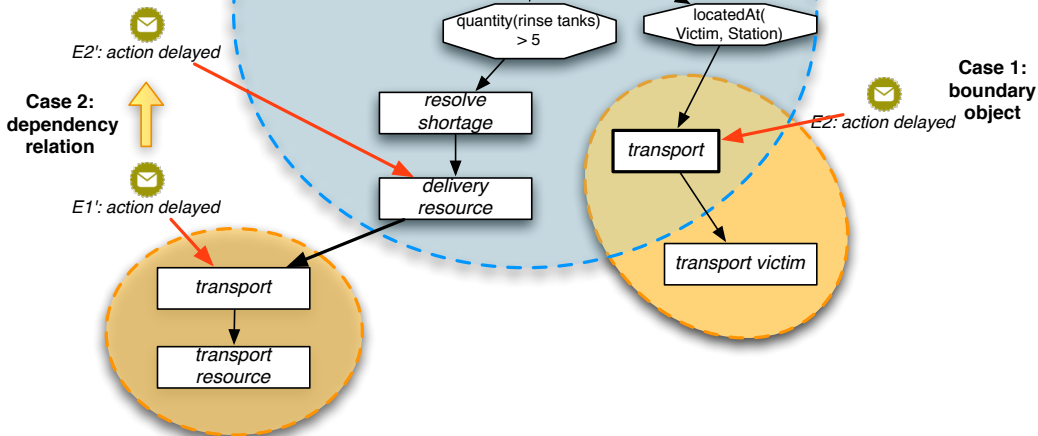 quantity(rinse tanks)
> 5
locatedAt(
Victim, Station)
E2': action delayed
Case 2:
dependency
relation
resolve
shortage
delivery
resource
E1': action delayed
transport
transport
resource
Case 1:
boundary
object
E2: action delayed
transport
transport victim